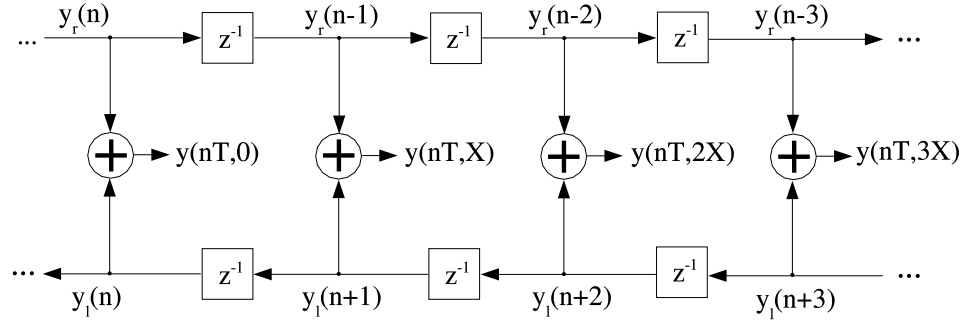 y_r(n) y_r(n-1) y_r(n-2) y_r(n-3)
... z⁻¹ z⁻¹ z⁻¹ ...
+ y(nT,0) + y(nT,X) + y(nT,2X) + y(nT,3X)
... z⁻¹ z⁻¹ z⁻¹ ...
y_l(n) y_l(n+1) y_l(n+2) y_l(n+3)